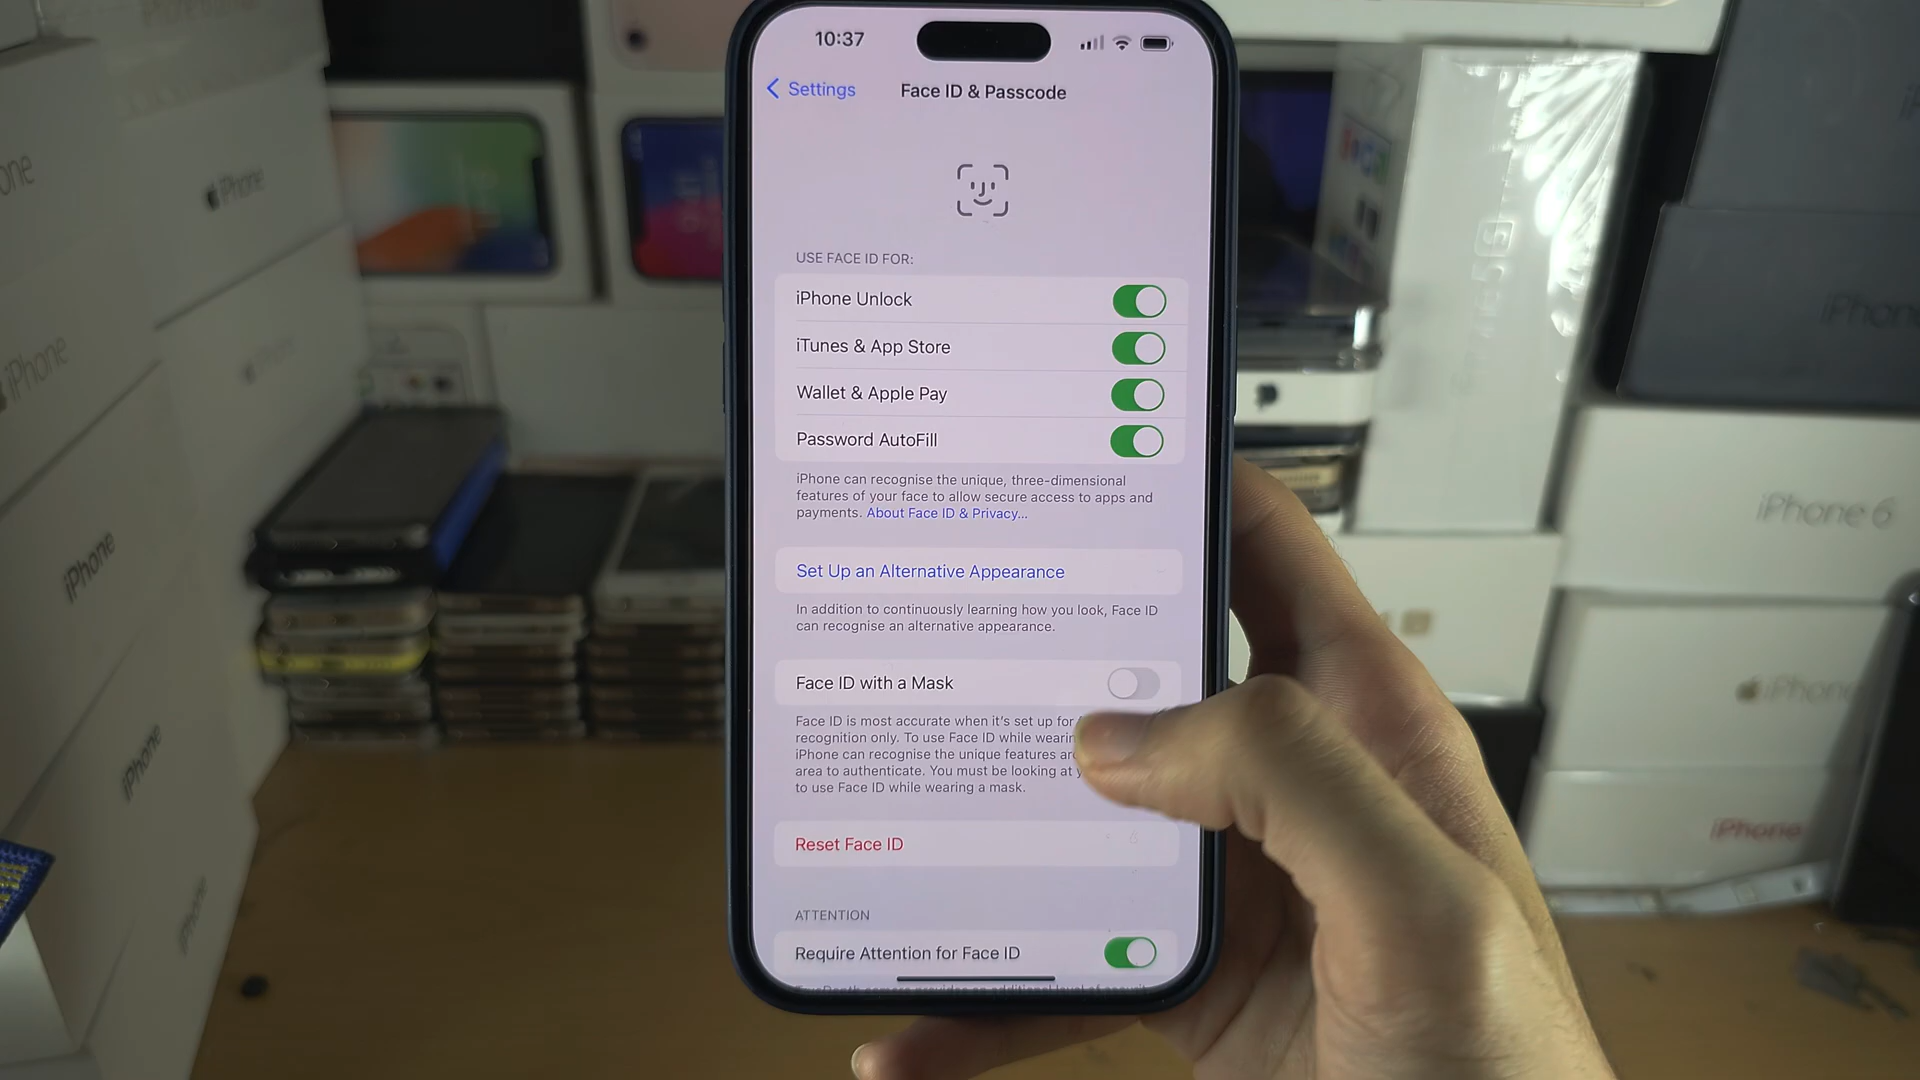 10:37
Settings
Face ID & Passcode
USE FACE ID FOR:
iPhone Unlock
iTunes & App Store
Wallet & Apple Pay
Password AutoFill
iPhone can recognise the unique, three-dimensional
features of your face to allow secure access to apps and
payments. About Face ID & Privacy...
Set Up an Alternative Appearance
In addition to continuously learning how you look, Face ID
can recognise an alternative appearance.
Face ID with a Mask
Face ID is most accurate when it's set up for
recognition only. To use Face ID while
iPhone can recognise the unique features
area to authenticate. You must be looking at
to use Face ID while wearing a mask.
Reset Face ID
ATTENTION
Require Attention for Face ID
iPhone
iPhone
iPhone
iPhone
iPhone
iPhone
iPhone 6
iPhone
iPhone
iPhone